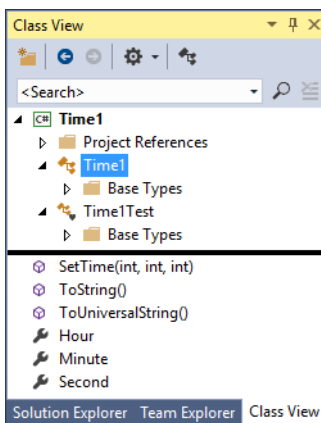 Class View
<Search>
C# Time1
Project References
Time1
Base Types
Time1Test
Base Types
SetTime(int, int, int)
ToString()
ToUniversalString()
Hour
Minute
Second
Solution Explorer Team Explorer Class View